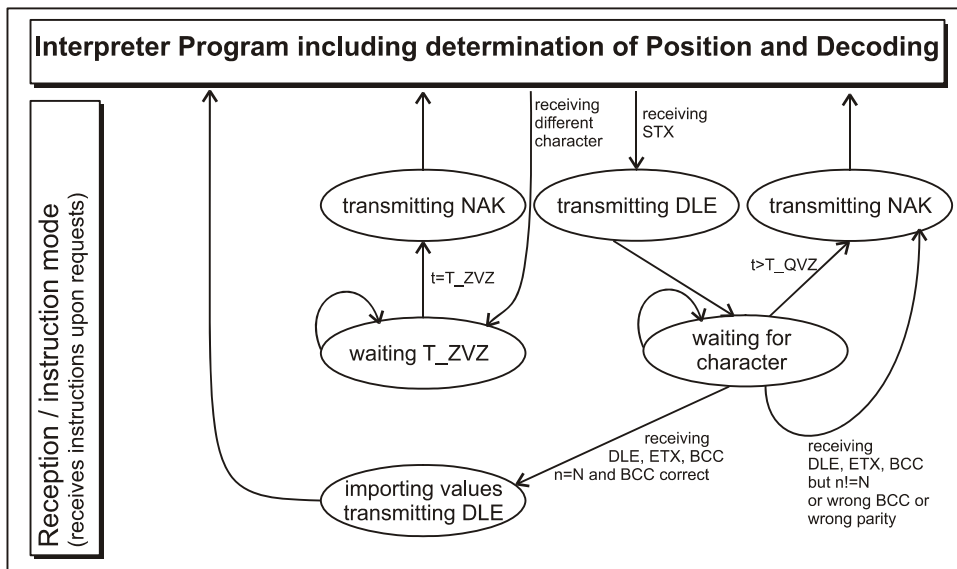 Interpreter Program including determination of Position and Decoding
Reception / instruction mode
(receives instructions upon requests)
receiving
different
character
receiving
STX
transmitting NAK
transmitting DLE
transmitting NAK
t=T_ZVZ
t>T_QVZ
waiting T_ZVZ
waiting for
character
receiving
DLE, ETX, BCC
n=N and BCC correct
receiving
DLE, ETX, BCC
but n!=N
or wrong BCC or
wrong parity
importing values
transmitting DLE